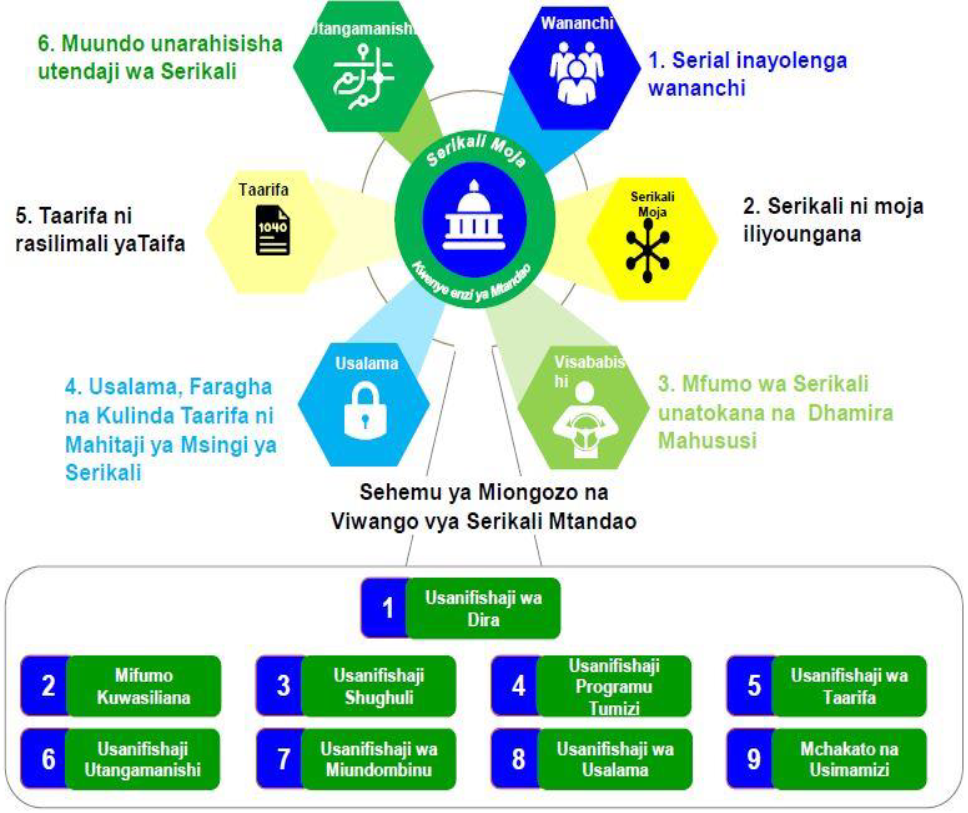 6. Muundo unarahisisha
utendaji wa Serikali
Utangamanishi
Wananchi
1. Serial inayolenga
wananchi
Serikali Moja
Kwenye enzi ya Mtandao
Taarifa
1040
5. Taarifa ni
rasilimali yaTaifa
Serikali
Moja
2. Serikali ni moja
iliyoungana
Usalama
4. Usalama, Faragha
na Kulinda Taarifa ni
Mahitaji ya Msingi ya
Serikali
Visababis
hi
3. Mfumo wa Serikali
unatokana na Dhamira
Mahususi
Sehemu ya Miongozo na
Viwango vya Serikali Mtandao
1
Usanifishaji wa
Dira
2
Mifumo
Kuwasiliana
3
Usanifishaji
Shughuli
4
Usanifishaji
Programu
Tumizi
5
Usanifishaji wa
Taarifa
6
Usanifishaji
Utangamanishi
7
Usanifishaji wa
Miundombinu
8
Usanifishaji wa
Usalama
9
Mchakato na
Usimamizi